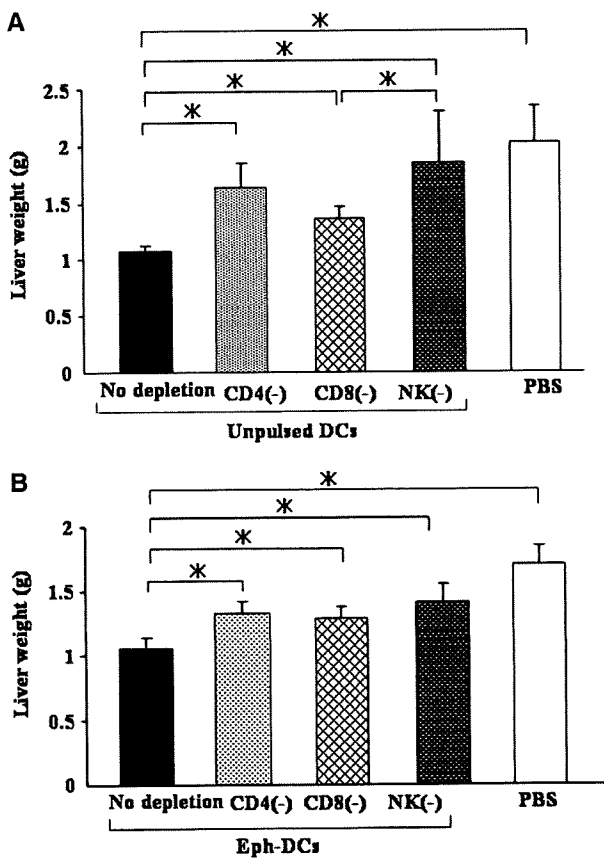 A
*
*
*
*
*
2.5
2
1.5
1
0.5
0
Liver weight (g)
No depletion CD4(-) CD8(-) NK(-) PBS
Unpulsed DCs
B
*
*
*
*
2
1.5
1
0.5
0
Liver weight (g)
No depletion CD4(-) CD8(-) NK(-) PBS
Eph-DCs